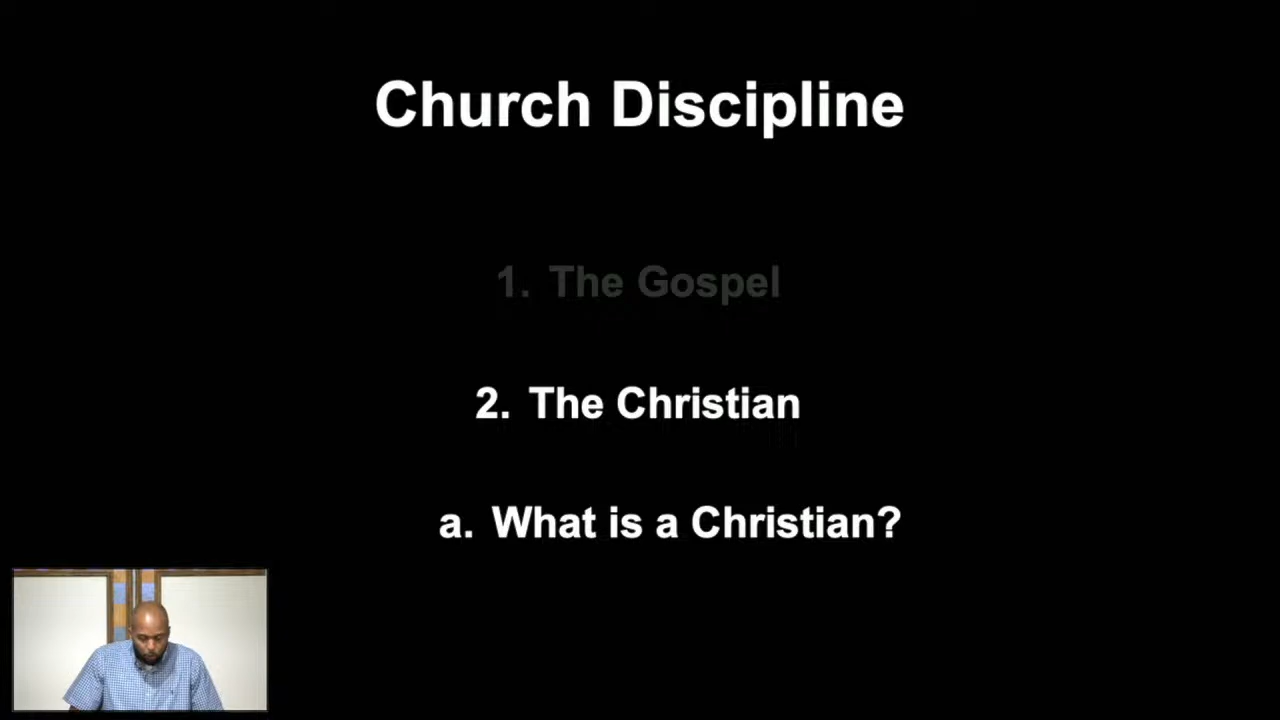 Church Discipline
1. The Gospel
2. The Christian
a. What is a Christian?